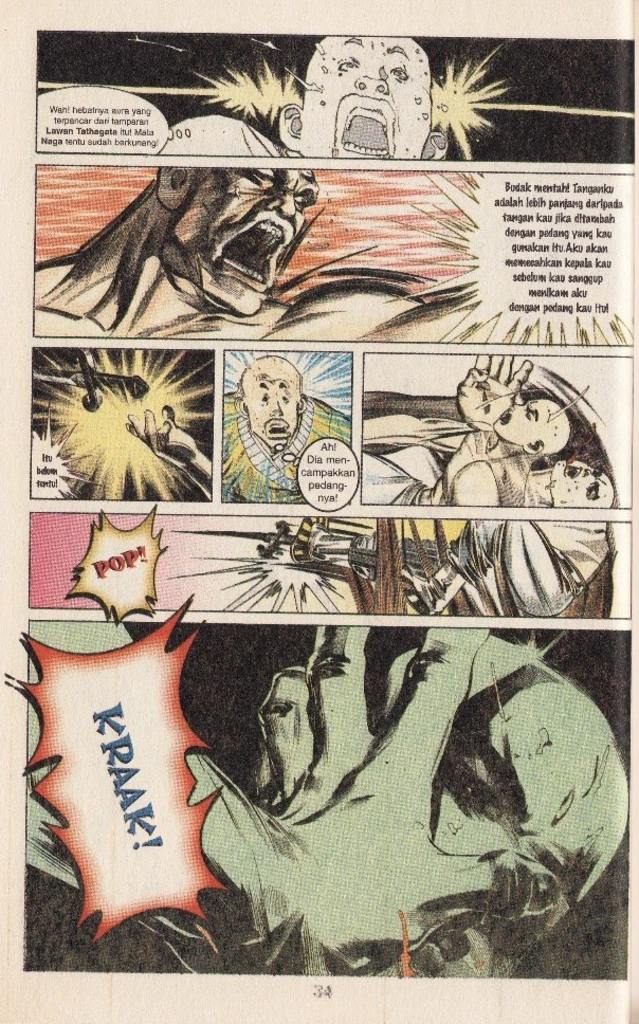 Wah! hebatnya aura yang
terpancar dari tamparan
Lawan Tathagata itu! Mata
Naga tentu sudah berkunang!
Budak mentah! Tanganku
adalah lebih panjang daripada
tangan kau jika ditambah
dengan pedang yang kau
gunakan itu. Aku akan
memecahkan kepala kau
sebelum kau sanggup
menikam aku
dengan pedang kau itu!
Itu
belum
tentu!
Ah!
Dia men-
campakkan
pedang-
nya!
POP!
KRAAK!
34